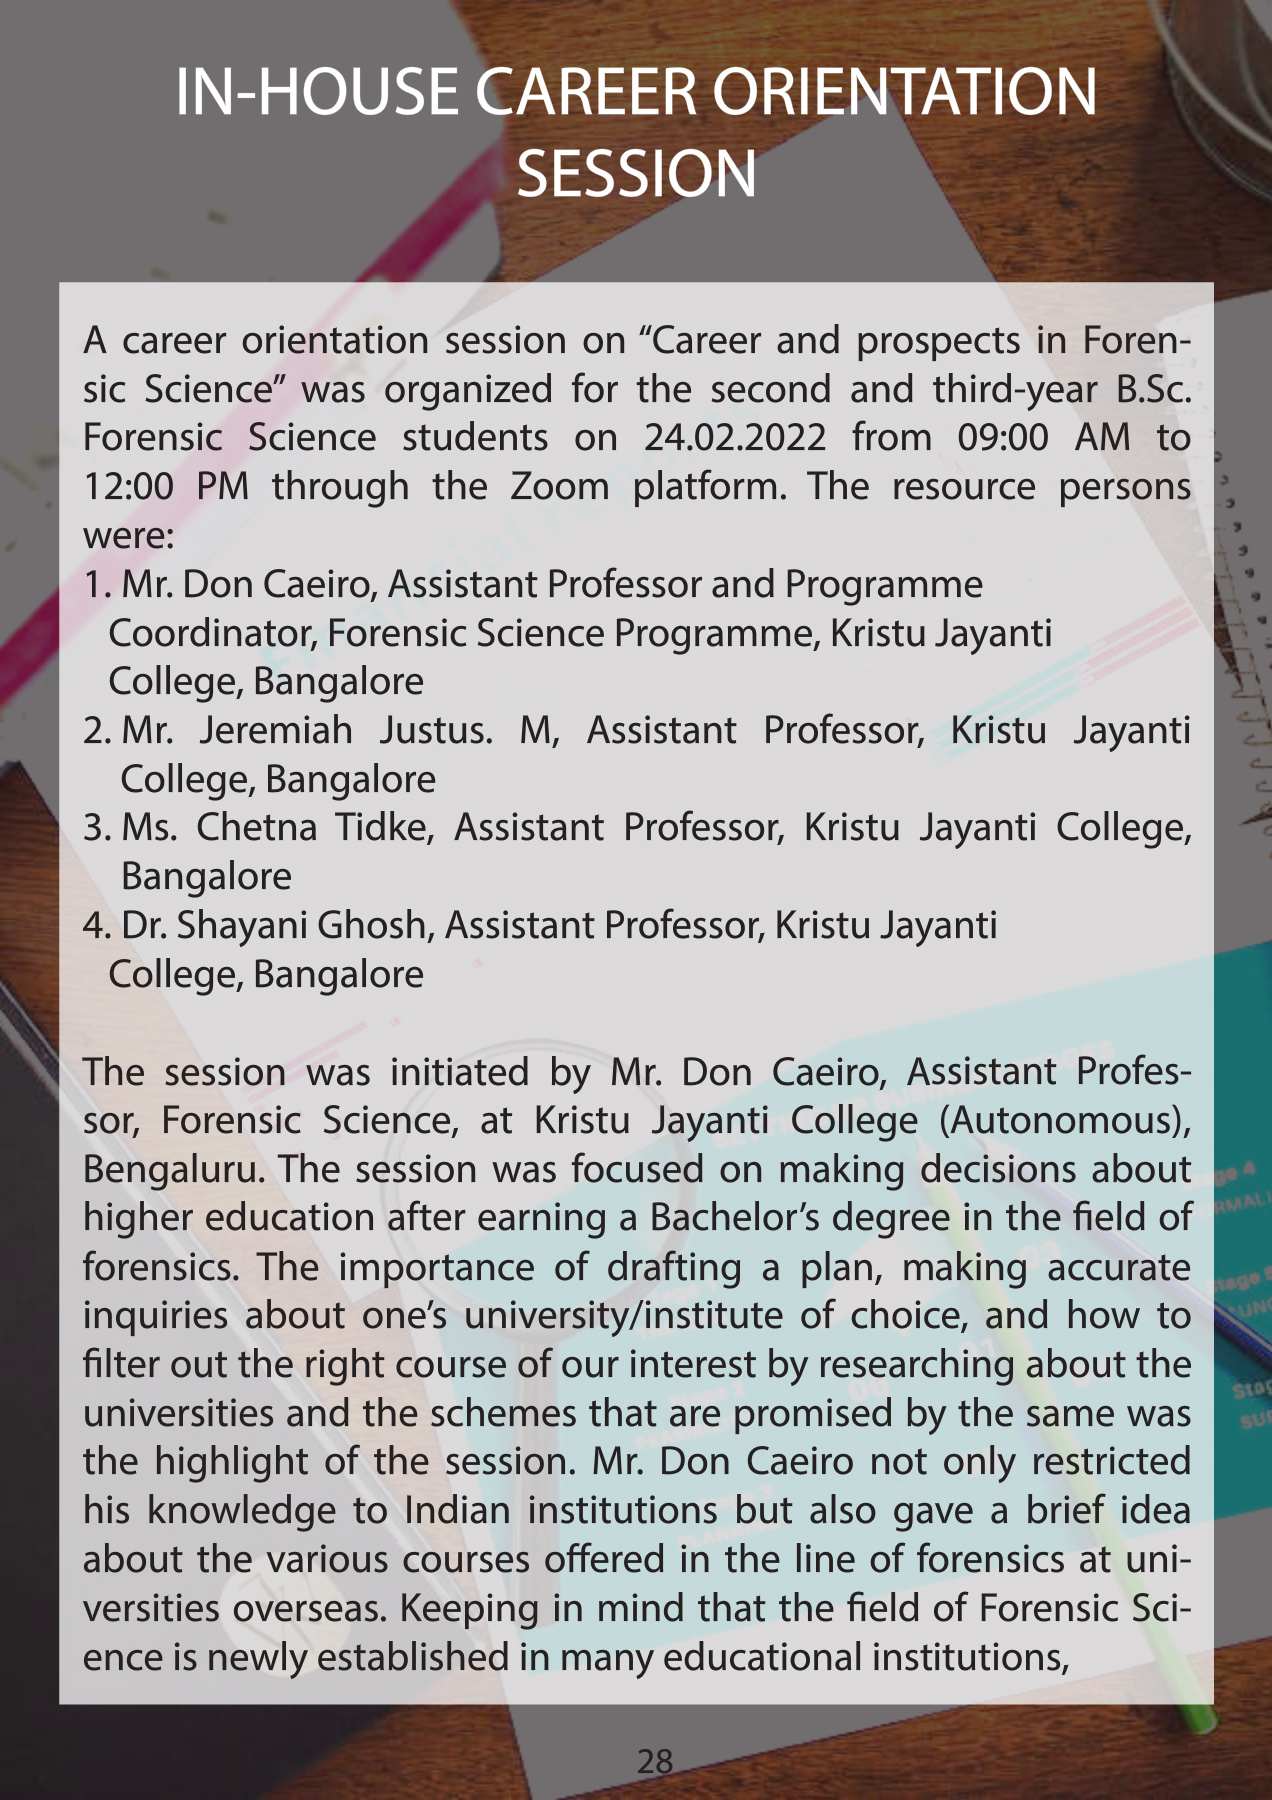 IN-HOUSE CAREER ORIENTATION
SESSION
A career orientation session on “Career and prospects in Foren-
sic Science” was organized for the second and third-year B.Sc.
Forensic Science students on 24.02.2022 from 09:00 AM to
12:00 PM through the Zoom platform. The resource persons
were:
1. Mr. Don Caeiro, Assistant Professor and Programme
Coordinator, Forensic Science Programme, Kristu Jayanti
College, Bangalore
2. Mr. Jeremiah Justus. M, Assistant Professor, Kristu Jayanti
College, Bangalore
3. Ms. Chetna Tidke, Assistant Professor, Kristu Jayanti College,
Bangalore
4. Dr. Shayani Ghosh, Assistant Professor, Kristu Jayanti
College, Bangalore
The session was initiated by Mr. Don Caeiro, Assistant Profes-
sor, Forensic Science, at Kristu Jayanti College (Autonomous),
Bengaluru. The session was focused on making decisions about
higher education after earning a Bachelor’s degree in the field of
forensics. The importance of drafting a plan, making accurate
inquiries about one’s university/institute of choice, and how to
filter out the right course of our interest by researching about the
universities and the schemes that are promised by the same was
the highlight of the session. Mr. Don Caeiro not only restricted
his knowledge to Indian institutions but also gave a brief idea
about the various courses offered in the line of forensics at uni-
versities overseas. Keeping in mind that the field of Forensic Sci-
ence is newly established in many educational institutions,
28